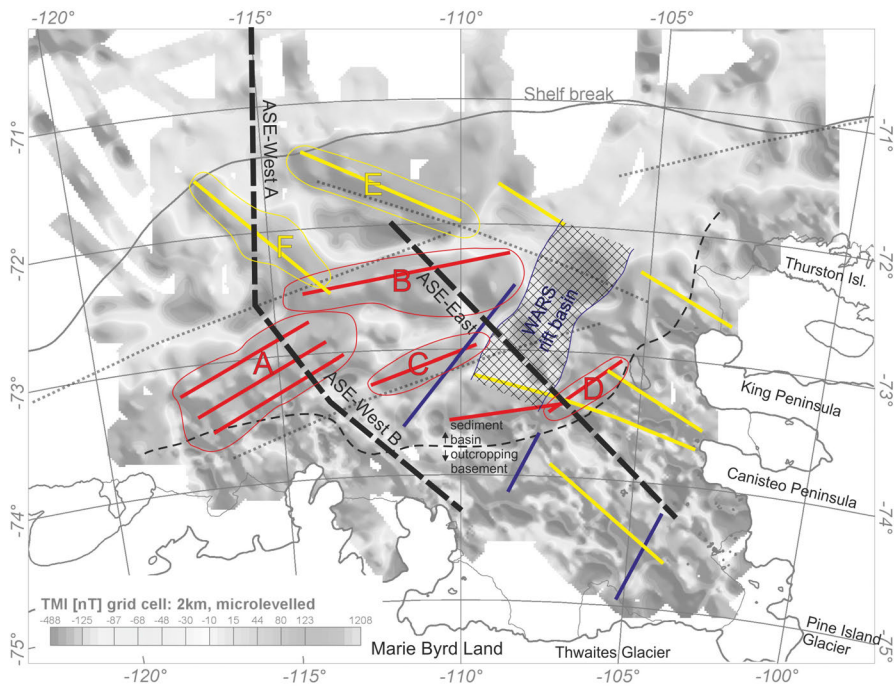 -120° -115° -110° -105°
Shelf break
-71° -71°
ASE-West A
E
F
-72° -72°
Thurston Isl.
B
ASE-East
WARS
rift basin
A
C
D
-73° -73°
King Peninsula
ASE-West B
sediment
basin
outcropping
basement
Canisteo Peninsula
-74° -74°
TMI [nT] grid cell: 2km, microlevelled
-488 -125 -87 -58 -30 -10 15 44 80 123 1208
-75° -75°
Marie Byrd Land
Thwaites Glacier
Pine Island
Glacier
-120° -115° -110° -105° -100°